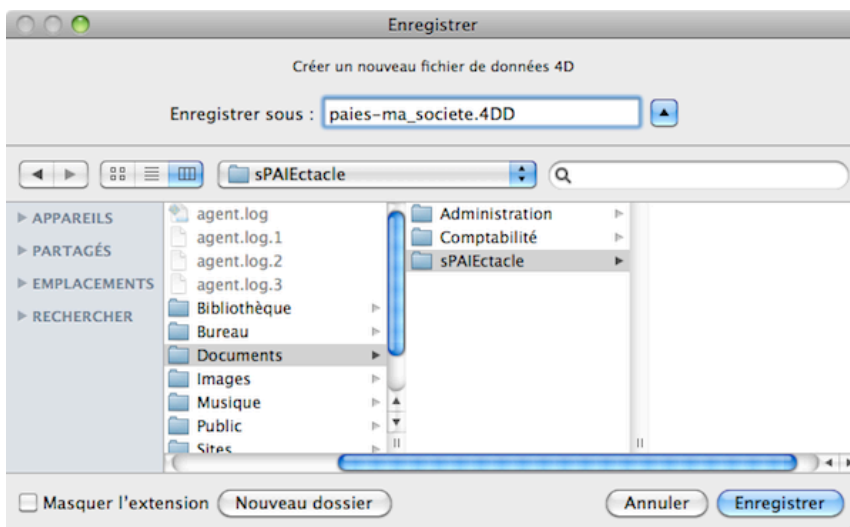 Enregistrer
Créer un nouveau fichier de données 4D
Enregistrer sous : paies-ma_societe.4DD
sPAIEctacle
APPAREILS
PARTAGÉS
EMPLACEMENTS
RECHERCHER
agent.log
agent.log.1
agent.log.2
agent.log.3
Bibliothèque
Bureau
Documents
Images
Musique
Public
Sites
Administration
Comptabilité
sPAIEctacle
Masquer l'extension
Nouveau dossier
Annuler
Enregistrer